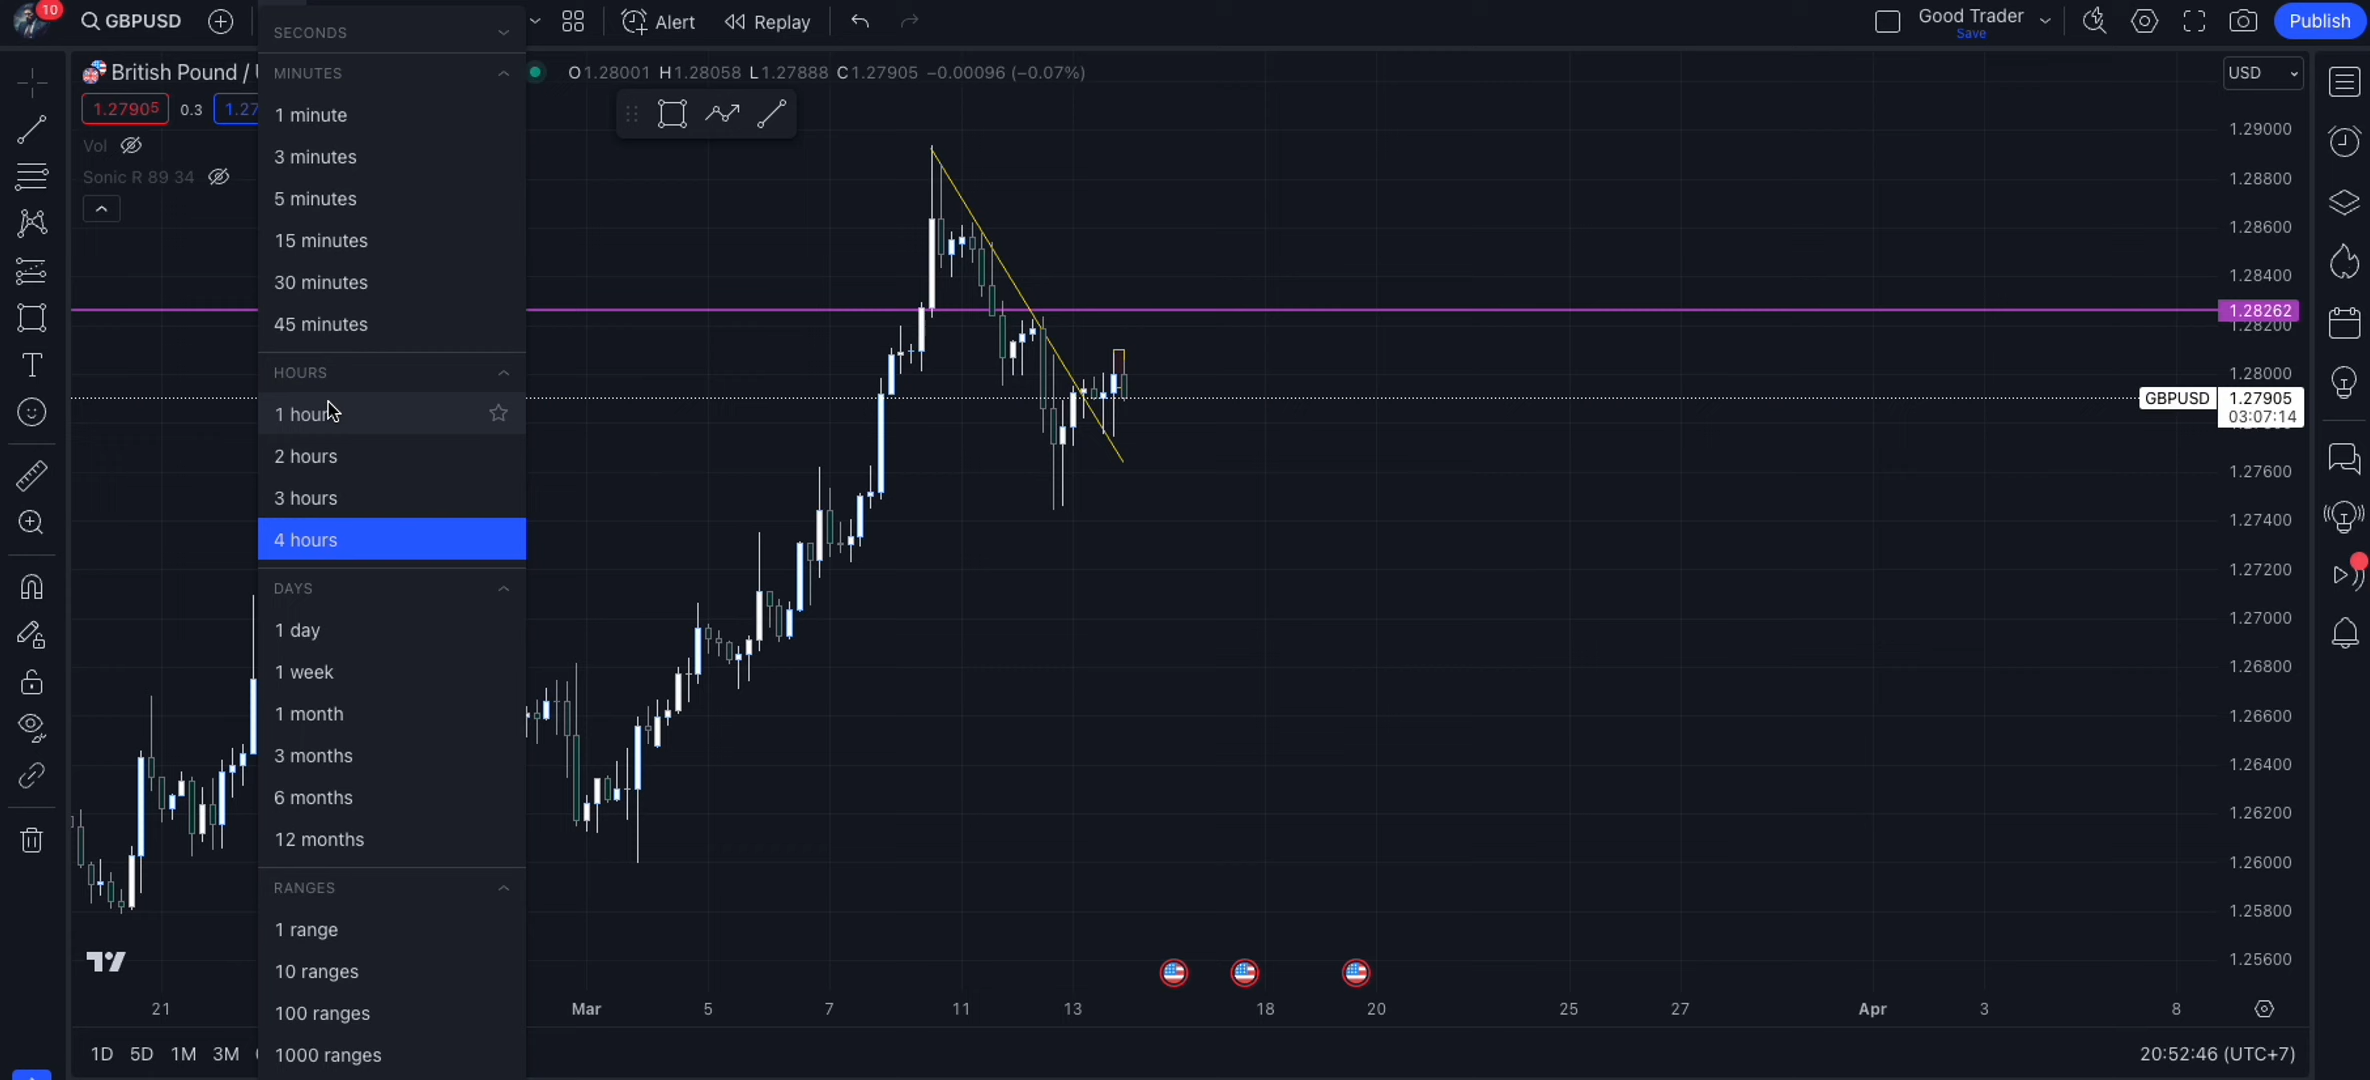 10
GBPUSD
Alert
Replay
Good Trader
Save
Publish
British Pound / U
O1.28001 H1.28058 L1.27888 C1.27905 −0.00096 (−0.07%)
USD
1.27905 0.3 1.27
Vol
Sonic R 89 34
SECONDS
MINUTES
1 minute
3 minutes
5 minutes
15 minutes
30 minutes
45 minutes
HOURS
1 hour
2 hours
3 hours
4 hours
DAYS
1 day
1 week
1 month
3 months
6 months
12 months
RANGES
1 range
10 ranges
100 ranges
1000 ranges
1.29000
1.28800
1.28600
1.28400
1.28262
1.28200
1.28000
GBPUSD 1.27905
03:07:14
1.27600
1.27400
1.27200
1.27000
1.26800
1.26600
1.26400
1.26200
1.26000
1.25800
1.25600
21 Mar 5 7 11 13 18 20 25 27 Apr 3 8
1D 5D 1M 3M
20:52:46 (UTC+7)